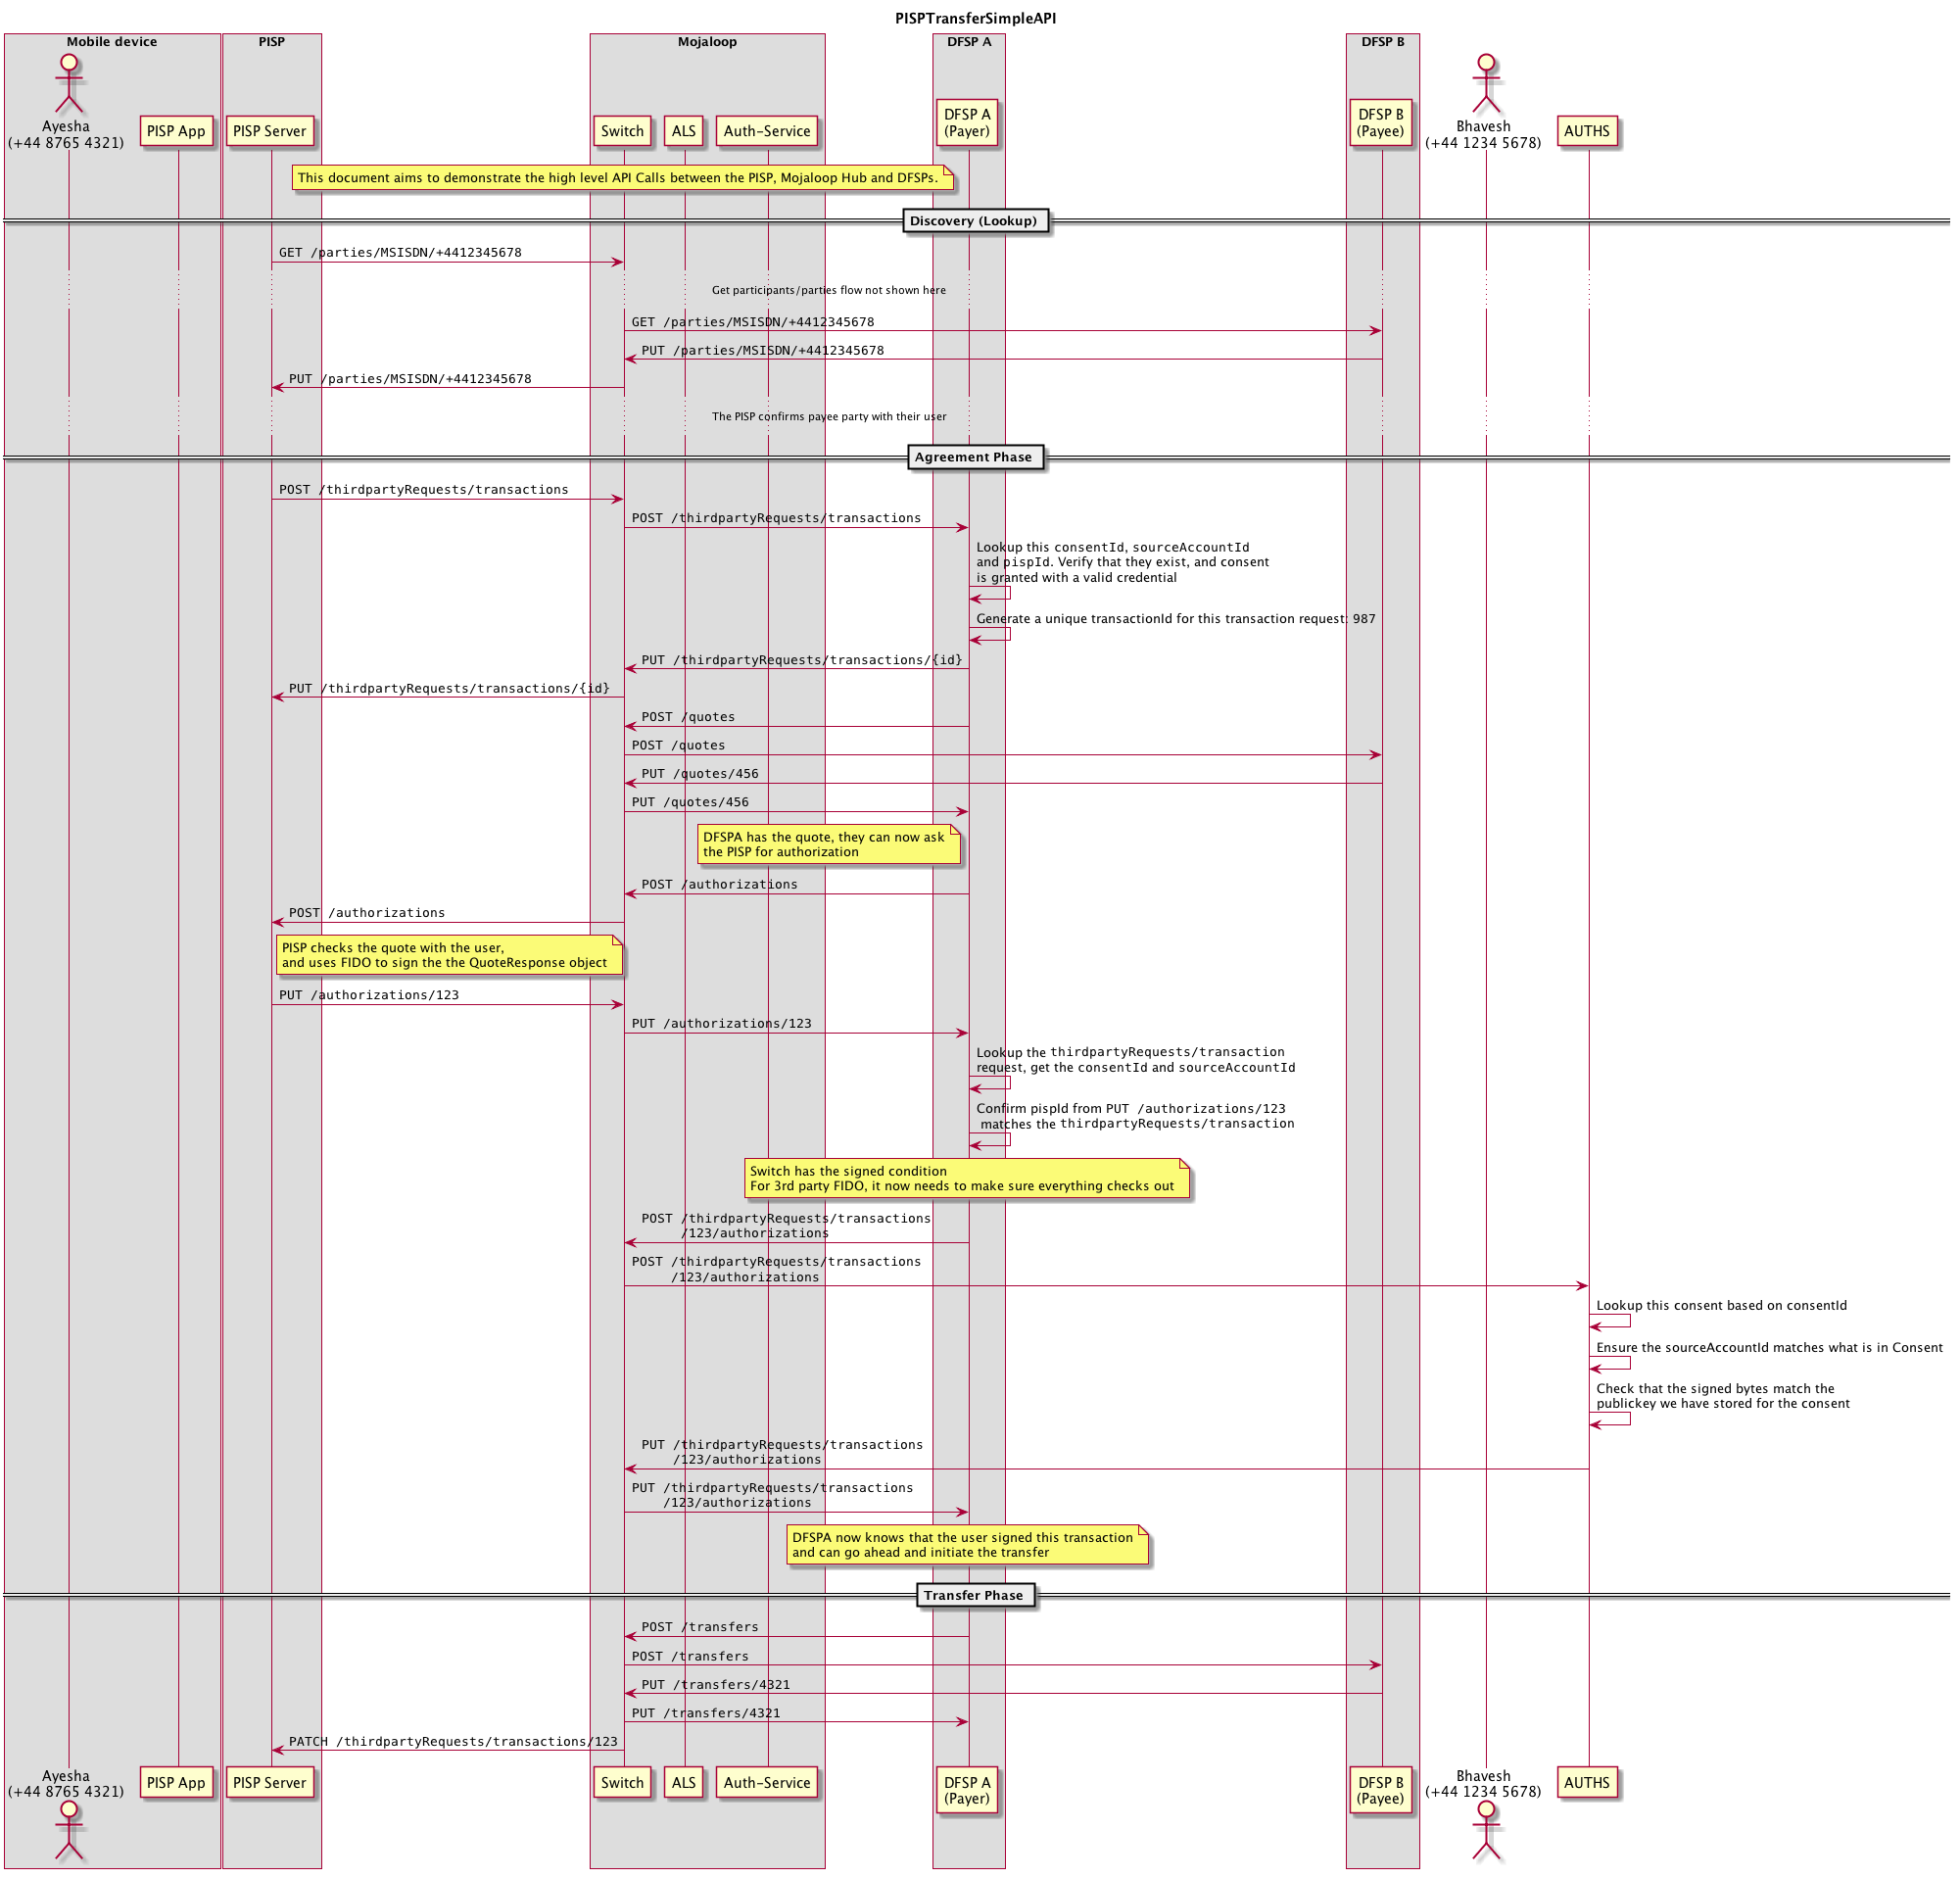 PISPTransferSimpleAPI
Mobile device
PISP
Mojaloop
DFSP A
DFSP B
Ayesha
(+44 8765 4321)
PISP App
PISP Server
Switch
ALS
Auth-Service
DFSP A
(Payer)
DFSP B
(Payee)
Bhavesh
(+44 1234 5678)
AUTHS
This document aims to demonstrate the high level API Calls between the PISP, Mojaloop Hub and DFSPs.
Discovery (Lookup)
GET /parties/MSISDN/+4412345678
Get participants/parties flow not shown here
GET /parties/MSISDN/+4412345678
PUT /parties/MSISDN/+4412345678
PUT /parties/MSISDN/+4412345678
The PISP confirms payee party with their user
Agreement Phase
POST /thirdpartyRequests/transactions
POST /thirdpartyRequests/transactions
Lookup this consentId, sourceAccountId
and pispId. Verify that they exist, and consent
is granted with a valid credential
Generate a unique transactionId for this transaction request: 987
PUT /thirdpartyRequests/transactions/{id}
PUT /thirdpartyRequests/transactions/{id}
POST /quotes
POST /quotes
PUT /quotes/456
PUT /quotes/456
DFSPA has the quote, they can now ask
the PISP for authorization
POST /authorizations
POST /authorizations
PISP checks the quote with the user,
and uses FIDO to sign the the QuoteResponse object
PUT /authorizations/123
PUT /authorizations/123
Lookup the thirdpartyRequests/transaction
request, get the consentId and sourceAccountId
Confirm pispId from PUT /authorizations/123
matches the thirdpartyRequests/transaction
Switch has the signed condition
For 3rd party FIDO, it now needs to make sure everything checks out
POST /thirdpartyRequests/transactions
/123/authorizations
POST /thirdpartyRequests/transactions
/123/authorizations
Lookup this consent based on consentId
Ensure the sourceAccountId matches what is in Consent
Check that the signed bytes match the
publickey we have stored for the consent
PUT /thirdpartyRequests/transactions
/123/authorizations
PUT /thirdpartyRequests/transactions
/123/authorizations
DFSPA now knows that the user signed this transaction
and can go ahead and initiate the transfer
Transfer Phase
POST /transfers
POST /transfers
PUT /transfers/4321
PUT /transfers/4321
PATCH /thirdpartyRequests/transactions/123
Ayesha
(+44 8765 4321)
PISP App
PISP Server
Switch
ALS
Auth-Service
DFSP A
(Payer)
DFSP B
(Payee)
Bhavesh
(+44 1234 5678)
AUTHS